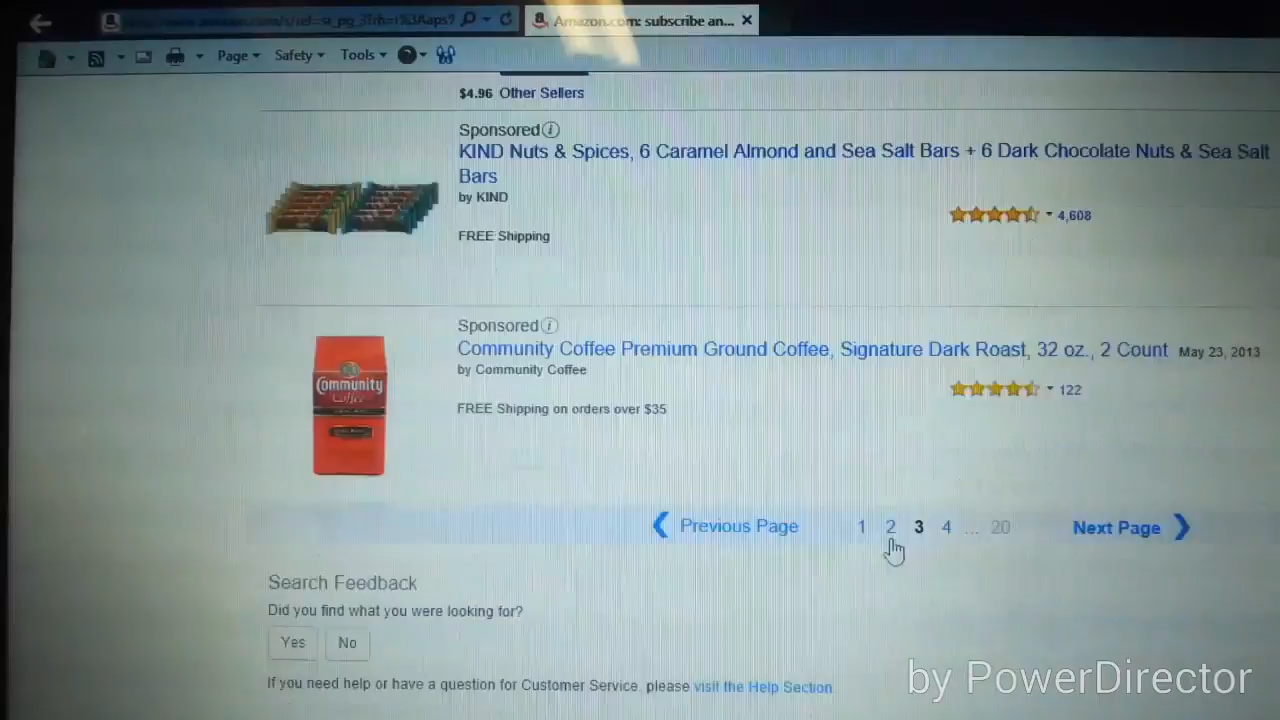 Amazon.com: subscribe an...
Page
Safety
Tools
$4.96 Other Sellers
Sponsored
KIND Nuts & Spices, 6 Caramel Almond and Sea Salt Bars + 6 Dark Chocolate Nuts & Sea Salt
Bars
by KIND
4,608
FREE Shipping
Sponsored
Community Coffee Premium Ground Coffee, Signature Dark Roast, 32 oz., 2 Count May 23, 2013
by Community Coffee
122
FREE Shipping on orders over $35
Community
Coffee
Previous Page 1 2 3 4 ... 20 Next Page
Search Feedback
Did you find what you were looking for?
Yes No
If you need help or have a question for Customer Service, please visit the Help Section
by PowerDirector